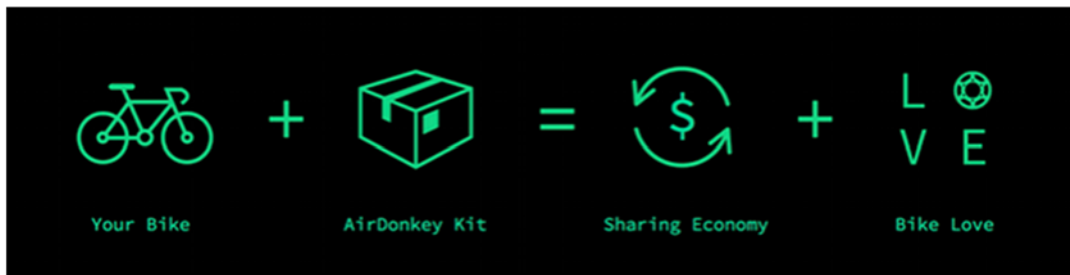 + = $ + L O
V E
Your Bike AirDonkey Kit Sharing Economy Bike Love